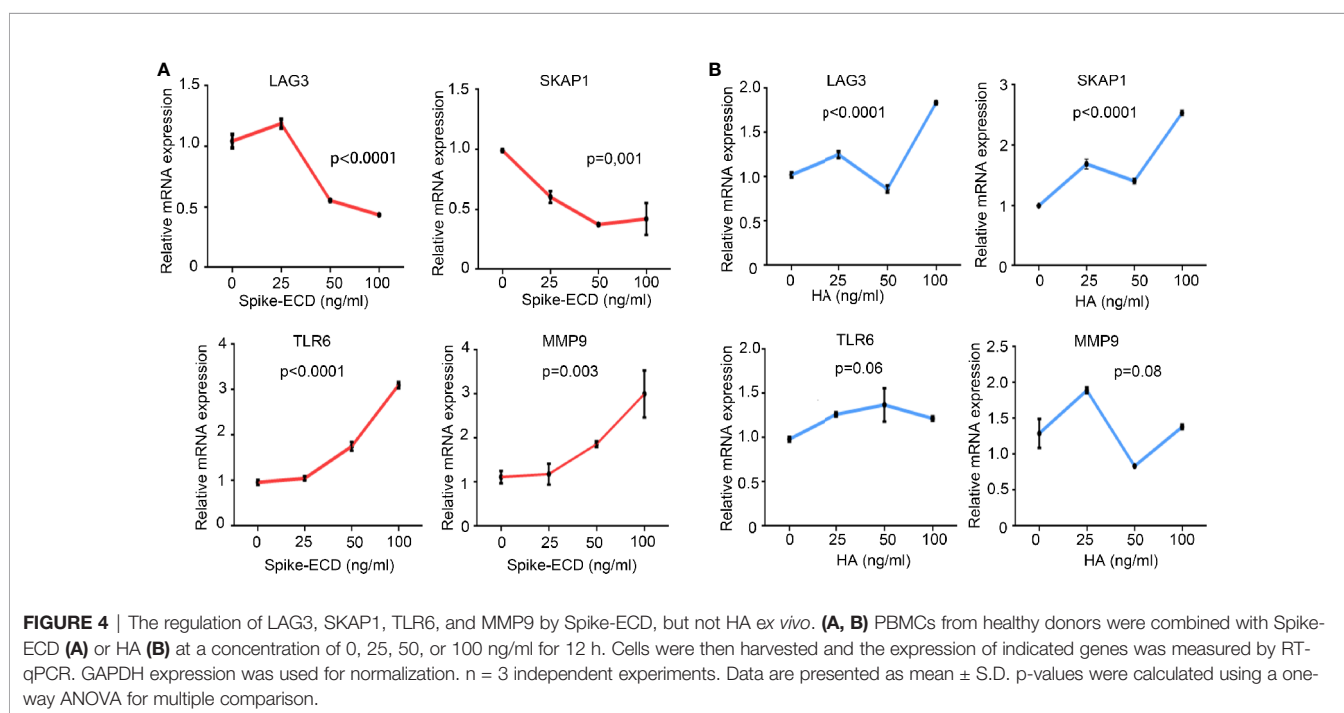 A
LAG3
Relative mRNA expression
1.5
1.0
0.5
0
p<0.0001
0 25 50 100
Spike-ECD (ng/ml)
SKAP1
Relative mRNA expression
1.5
1.0
0.5
0
p=0,001
0 25 50 100
Spike-ECD (ng/ml)
TLR6
Relative mRNA expression
4
3
2
1
0
p<0.0001
0 25 50 100
Spike-ECD (ng/ml)
MMP9
Relative mRNA expression
4
3
2
1
0
p=0.003
0 25 50 100
Spike-ECD (ng/ml)
B
LAG3
Relative mRNA expression
2.0
1.5
1.0
0.5
0
p<0.0001
0 25 50 100
HA (ng/ml)
SKAP1
Relative mRNA expression
3
2
1
0
p<0.0001
0 25 50 100
HA (ng/ml)
TLR6
Relative mRNA expression
2.0
1.5
1.0
0.5
0
p=0.06
0 25 50 100
HA (ng/ml)
MMP9
Relative mRNA expression
2.5
2.0
1.5
1.0
0.5
0
p=0.08
0 25 50 100
HA (ng/ml)
FIGURE 4 | The regulation of LAG3, SKAP1, TLR6, and MMP9 by Spike-ECD, but not HA ex vivo. (A, B) PBMCs from healthy donors were combined with Spike-
ECD (A) or HA (B) at a concentration of 0, 25, 50, or 100 ng/ml for 12 h. Cells were then harvested and the expression of indicated genes was measured by RT-
qPCR. GAPDH expression was used for normalization. n = 3 independent experiments. Data are presented as mean ± S.D. p-values were calculated using a one-
way ANOVA for multiple comparison.